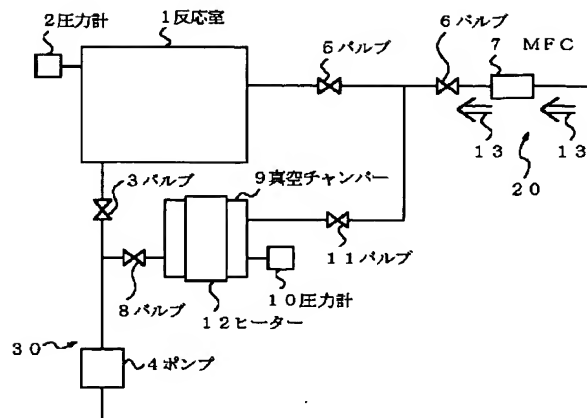 ２圧力計
１反応室
６バルブ
６バルブ
７ ＭＦＣ
１３
１３
２０
３バルブ
９真空チャンバー
１１バルブ
８バルブ
１０圧力計
１２ヒーター
３０
４ポンプ